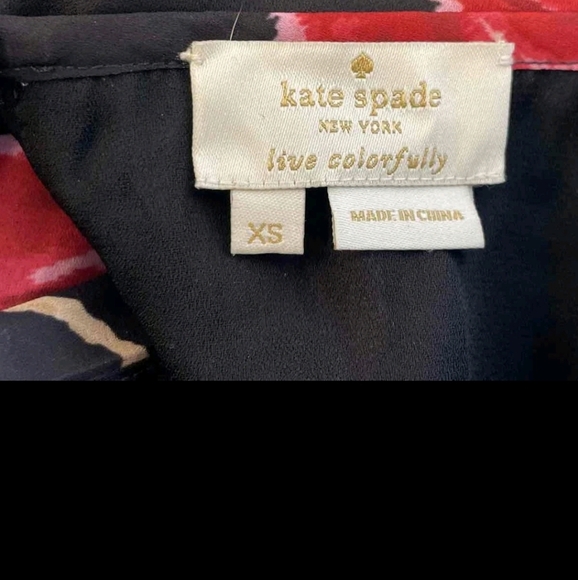 kate spade
NEW YORK
live colorfully
XS
MADE IN CHINA